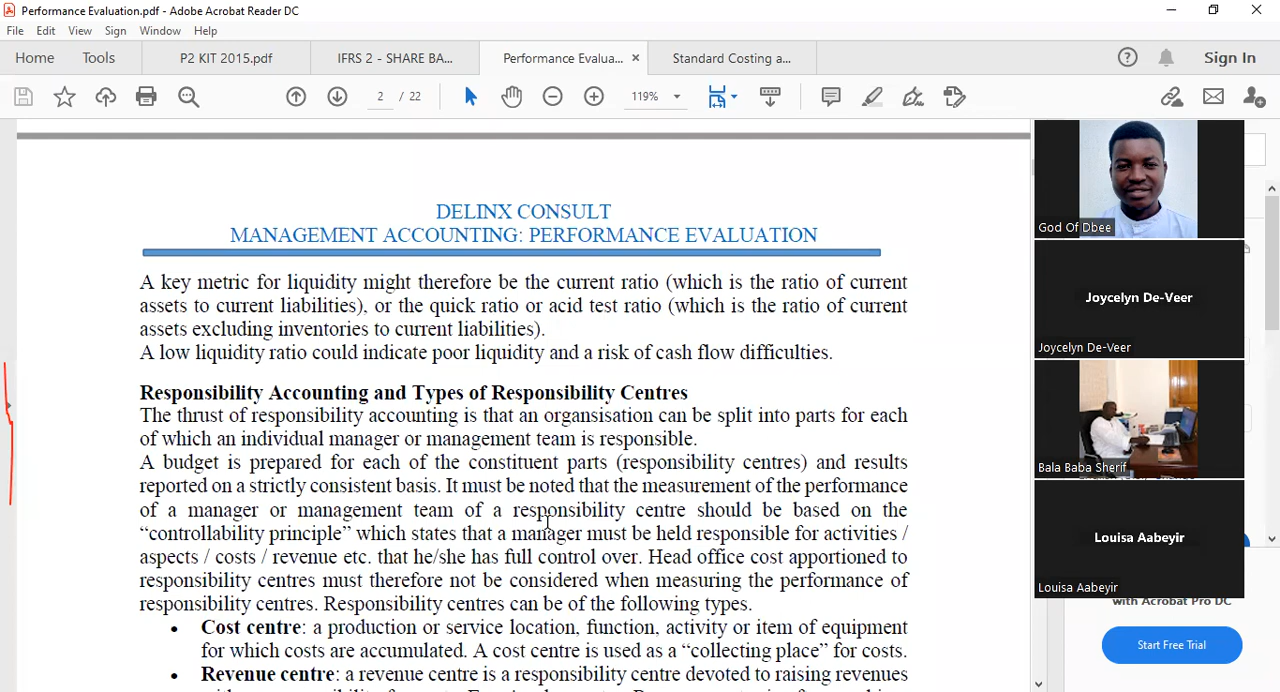 Performance Evaluation.pdf - Adobe Acrobat Reader DC
File Edit View Sign Window Help
Home Tools P2 KIT 2015.pdf IFRS 2 - SHARE BA... Performance Evalua... × Standard Costing a... ? Sign In
2 / 22 119%
DELINX CONSULT
MANAGEMENT ACCOUNTING: PERFORMANCE EVALUATION
A key metric for liquidity might therefore be the current ratio (which is the ratio of current
assets to current liabilities), or the quick ratio or acid test ratio (which is the ratio of current
assets excluding inventories to current liabilities).
A low liquidity ratio could indicate poor liquidity and a risk of cash flow difficulties.
Responsibility Accounting and Types of Responsibility Centres
The thrust of responsibility accounting is that an organsisation can be split into parts for each
of which an individual manager or management team is responsible.
A budget is prepared for each of the constituent parts (responsibility centres) and results
reported on a strictly consistent basis. It must be noted that the measurement of the performance
of a manager or management team of a responsibility centre should be based on the
“controllability principle” which states that a manager must be held responsible for activities /
aspects / costs / revenue etc. that he/she has full control over. Head office cost apportioned to
responsibility centres must therefore not be considered when measuring the performance of
responsibility centres. Responsibility centres can be of the following types.
• Cost centre: a production or service location, function, activity or item of equipment
for which costs are accumulated. A cost centre is used as a “collecting place” for costs.
• Revenue centre: a revenue centre is a responsibility centre devoted to raising revenues
God Of Dbee
Joycelyn De-Veer
Joycelyn De-Veer
Bala Baba Sherif
Louisa Aabeyir
Louisa Aabeyir
with Acrobat Pro DC
Start Free Trial